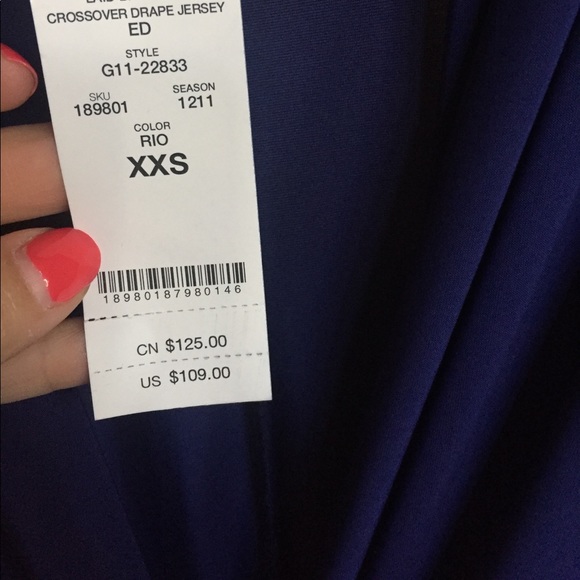 CROSSOVER DRAPE JERSEY
ED
STYLE
G11-22833
SKU SEASON
189801 1211
COLOR
RIO
XXS
18980187980146
CN $125.00
US $109.00